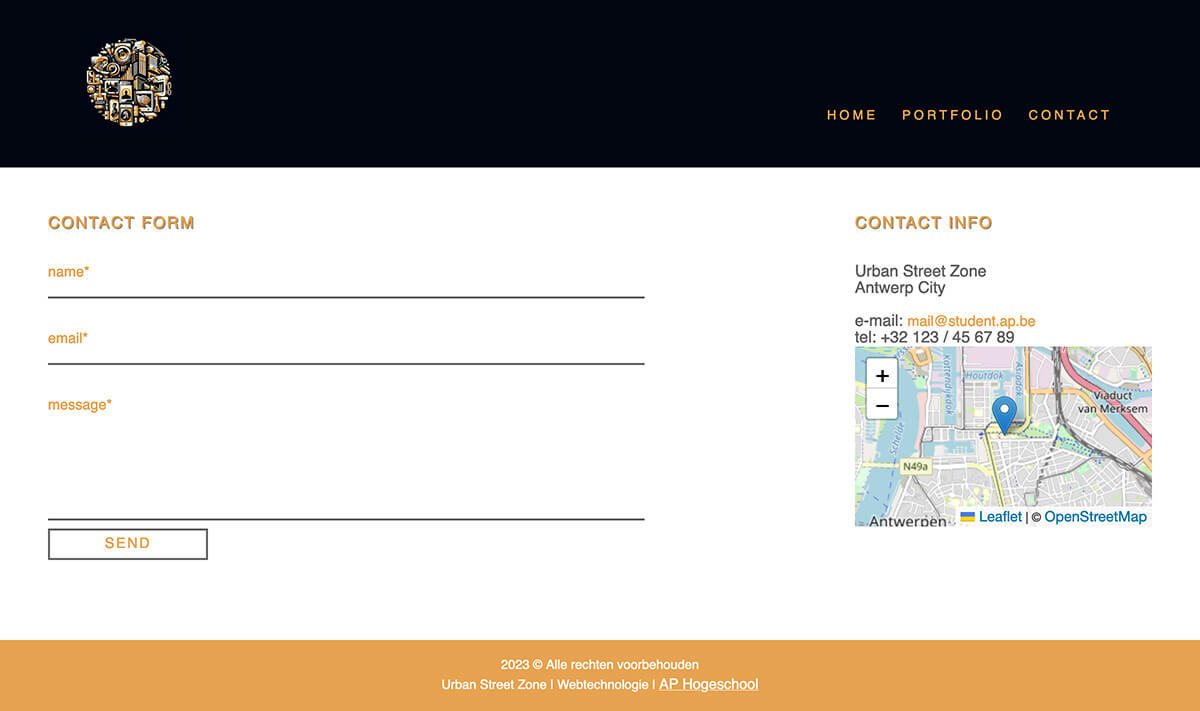 HOME PORTFOLIO CONTACT
CONTACT FORM
name*
email*
message*
SEND
CONTACT INFO
Urban Street Zone
Antwerp City
e-mail: mail@student.ap.be
tel: +32 123 / 45 67 89
+
−
Kattendijkdok
Houtdok
Asiadok
Viaduct
van Merksem
Schelde
N49a
Antwerpen
Leaflet | © OpenStreetMap
2023 © Alle rechten voorbehouden
Urban Street Zone | Webtechnologie | AP Hogeschool